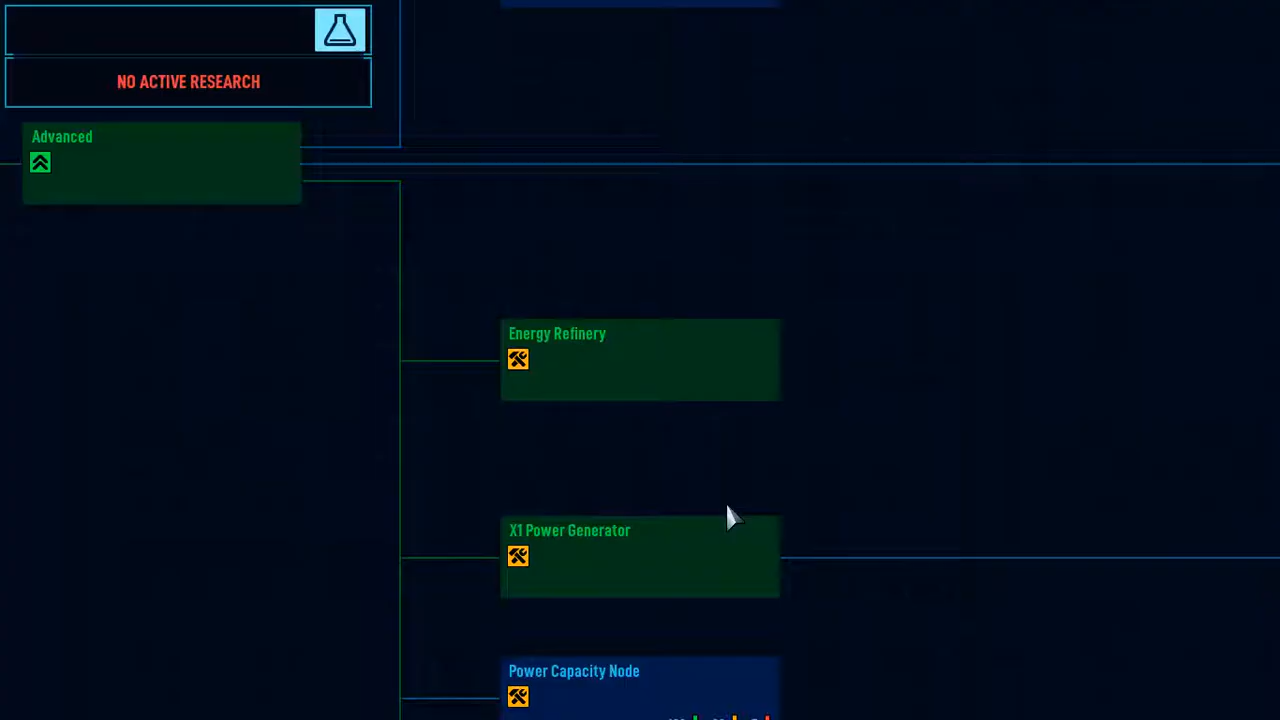 NO ACTIVE RESEARCH
Advanced
Energy Refinery
X1 Power Generator
Power Capacity Node